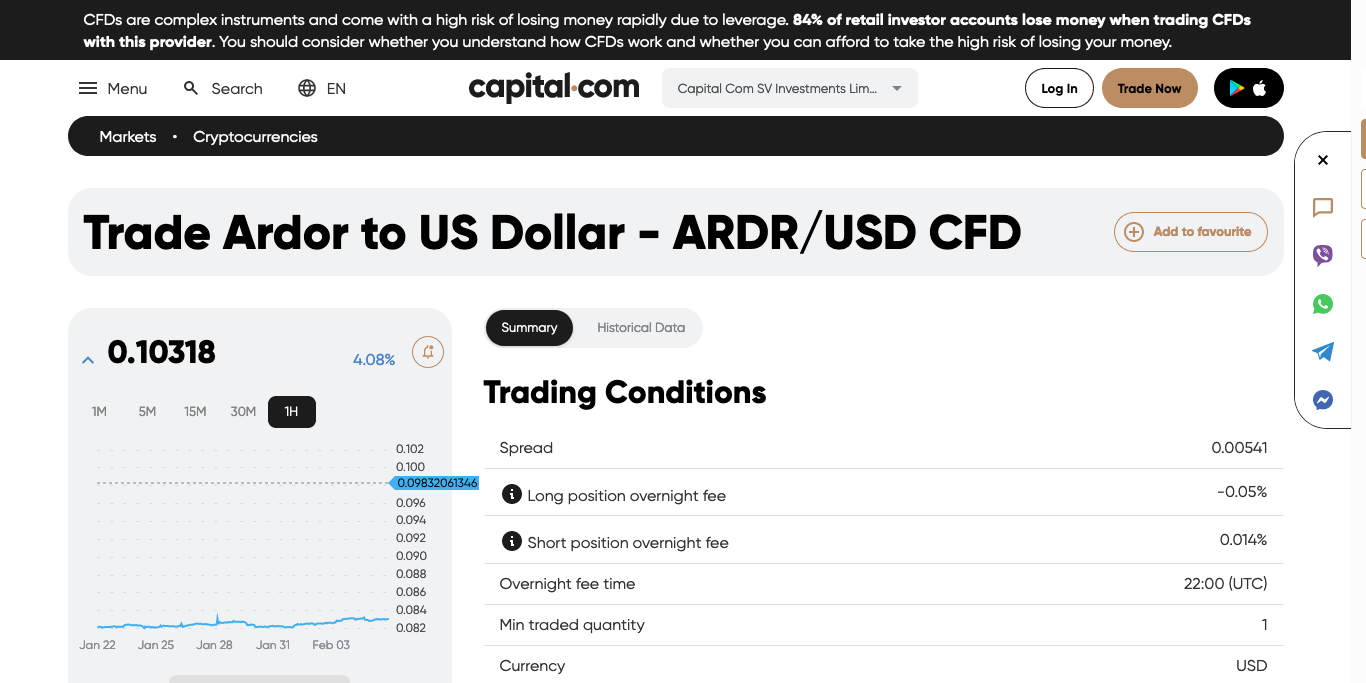 CFDs are complex instruments and come with a high risk of losing money rapidly due to leverage. 84% of retail investor accounts lose money when trading CFDs
with this provider. You should consider whether you understand how CFDs work and whether you can afford to take the high risk of losing your money.
Menu Search EN capital.com Capital Com SV Investments Lim... Log In Trade Now
Markets • Cryptocurrencies
Trade Ardor to US Dollar - ARDR/USD CFD Add to favourite
0.10318 4.08%
1M 5M 15M 30M 1H
0.102
0.100
0.09832061346
0.096
0.094
0.092
0.090
0.088
0.086
0.084
0.082
Jan 22 Jan 25 Jan 28 Jan 31 Feb 03
Summary Historical Data
Trading Conditions
Spread 0.00541
Long position overnight fee -0.05%
Short position overnight fee 0.014%
Overnight fee time 22:00 (UTC)
Min traded quantity 1
Currency USD